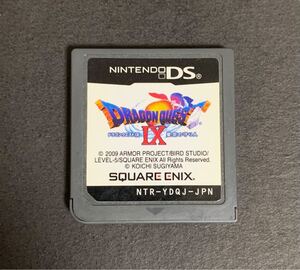 NINTENDO DS
DRAGON QUEST
IX
© 2009 ARMOR PROJECT/BIRD STUDIO/
LEVEL-5/SQUARE ENIX All Rights Reserved.
© KOICHI SUGIYAMA
SQUARE ENIX
NTR-YDQJ-JPN